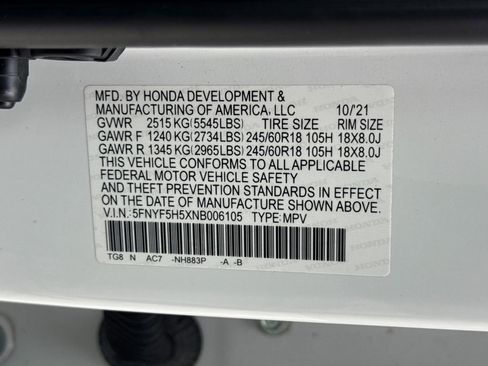 MFD. BY HONDA DEVELOPMENT &
MANUFACTURING OF AMERICA, LLC 10/'21
GVWR 2515 KG (5545LBS) TIRE SIZE RIM SIZE
GAWR F 1240 KG (2734LBS) 245/60R18 105H 18X8.0J
GAWR R 1345 KG (2965LBS) 245/60R18 105H 18X8.0J
THIS VEHICLE CONFORMS TO ALL APPLICABLE
FEDERAL MOTOR VEHICLE SAFETY BUMPER,
AND THEFT PREVENTION STANDARDS IN EFFECT
ON THE DATE OF MANUFACTURE SHOWN ABOVE.
V.I.N.: 5FNYF5H5XNB006105 TYPE: MPV
TG8 N AC7 -NH883P -A -B